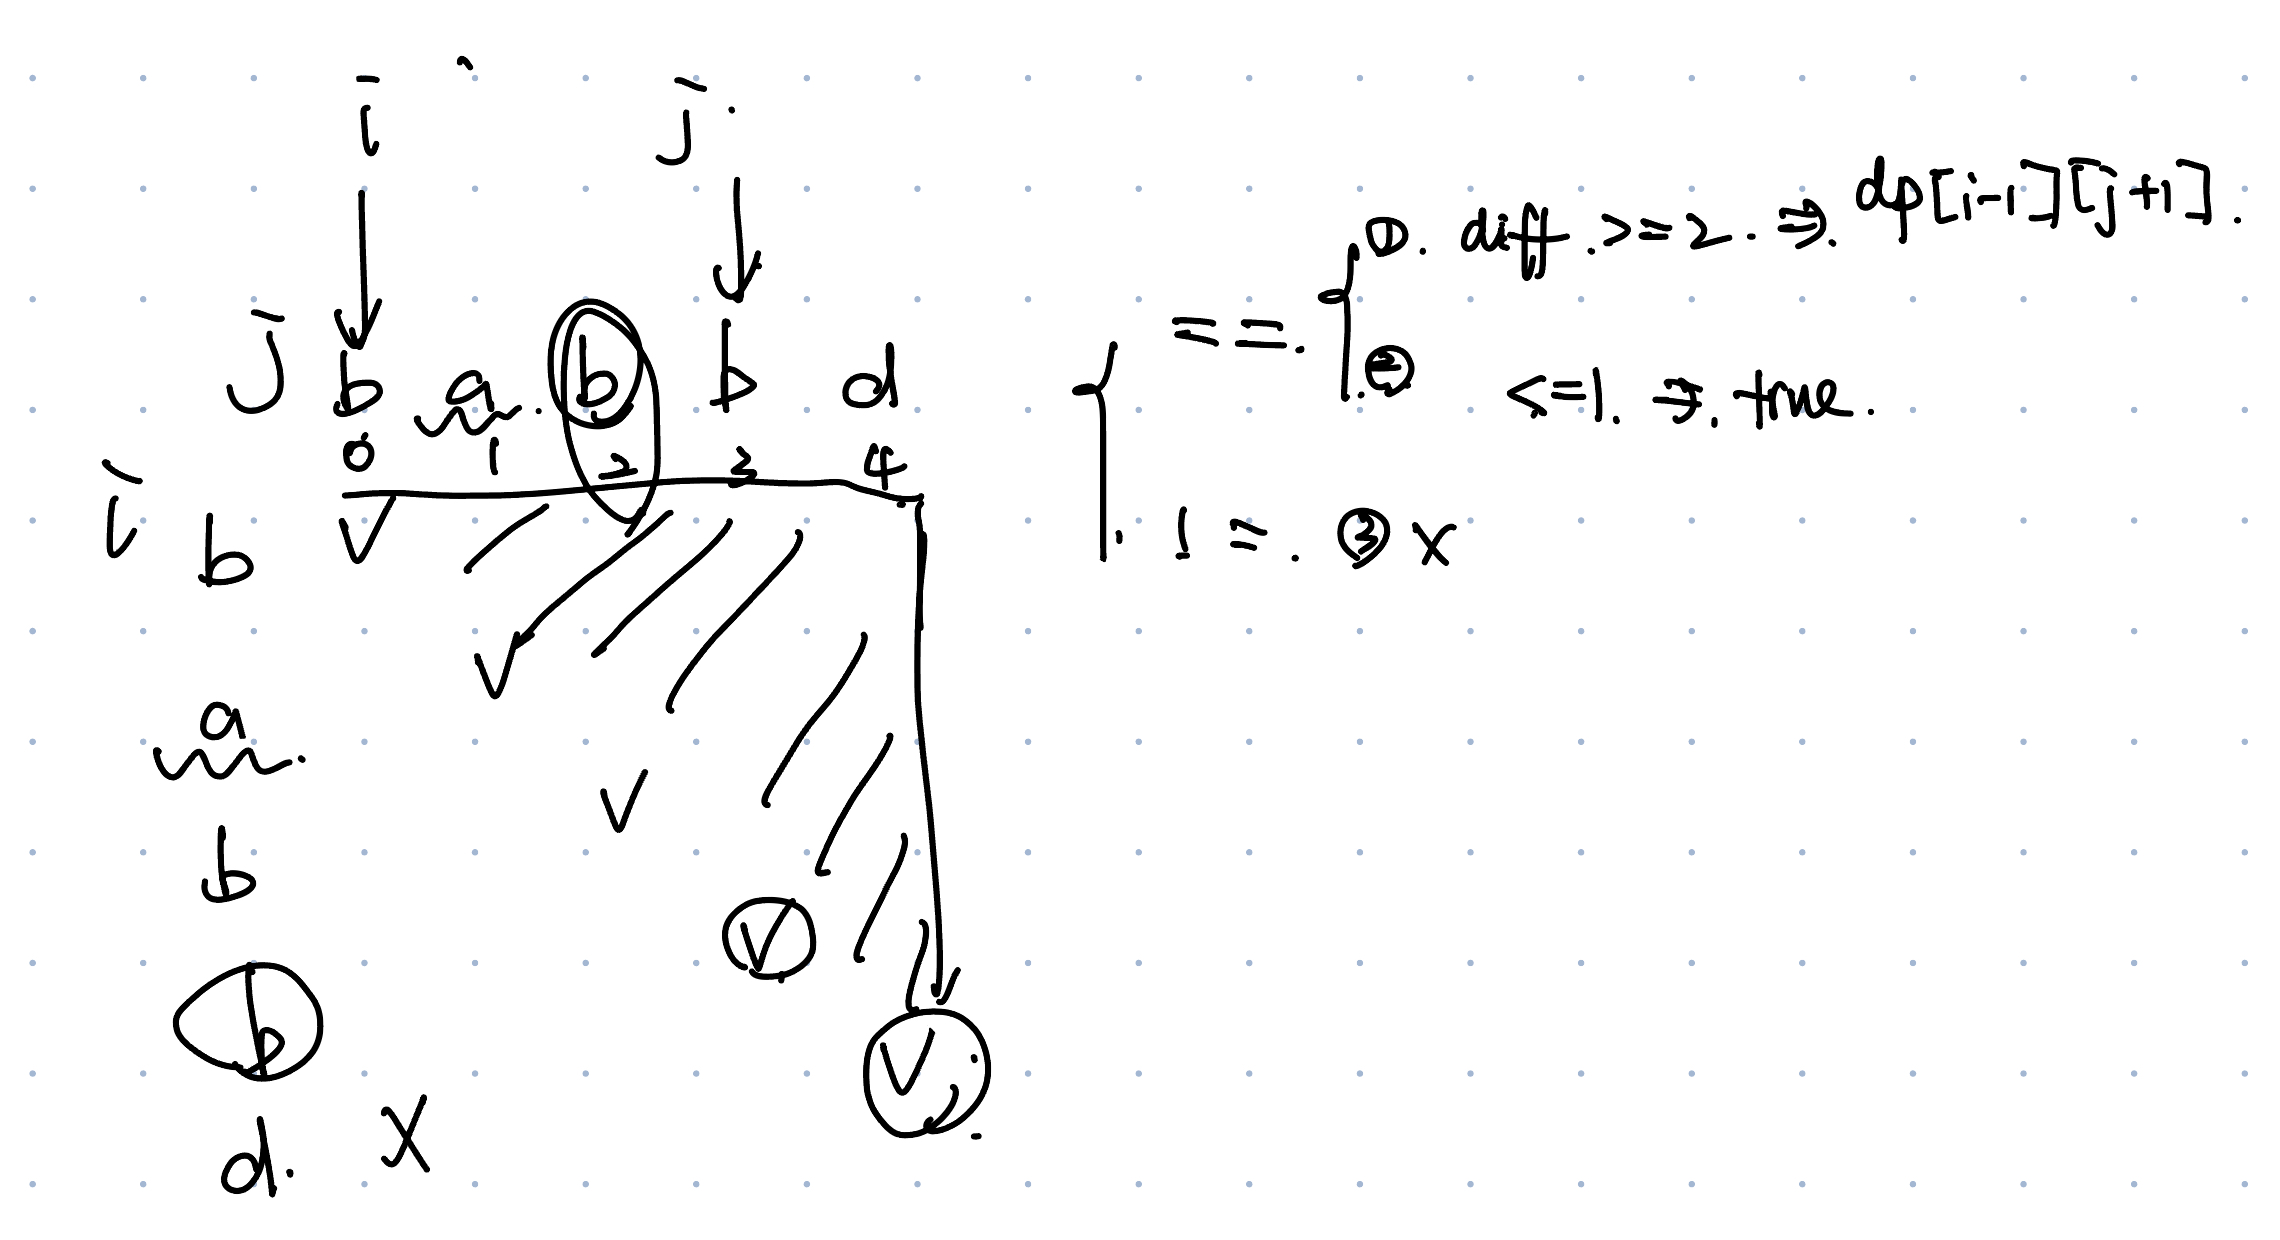 i j
j b a b b d
0 1 2 3 4
i b
a
b
b
d. X
== . ① . diff . >= 2 . ⇒ . dp[i-1][j+1] .
② <=1. ⇒. true .
! = . ③ X